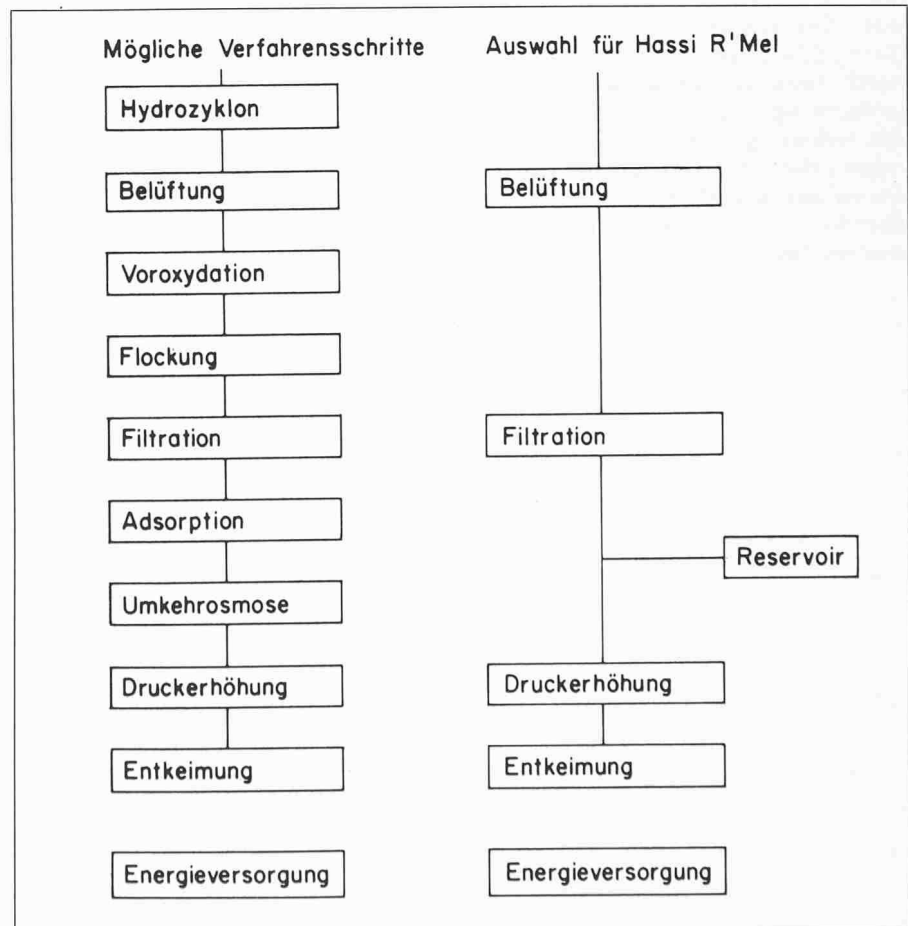 Mögliche Verfahrensschritte
Hydrozyklon
Belüftung
Voroxydation
Flockung
Filtration
Adsorption
Umkehrosmose
Druckerhöhung
Entkeimung
Energieversorgung
Auswahl für Hassi R'Mel
Belüftung
Filtration
Reservoir
Druckerhöhung
Entkeimung
Energieversorgung